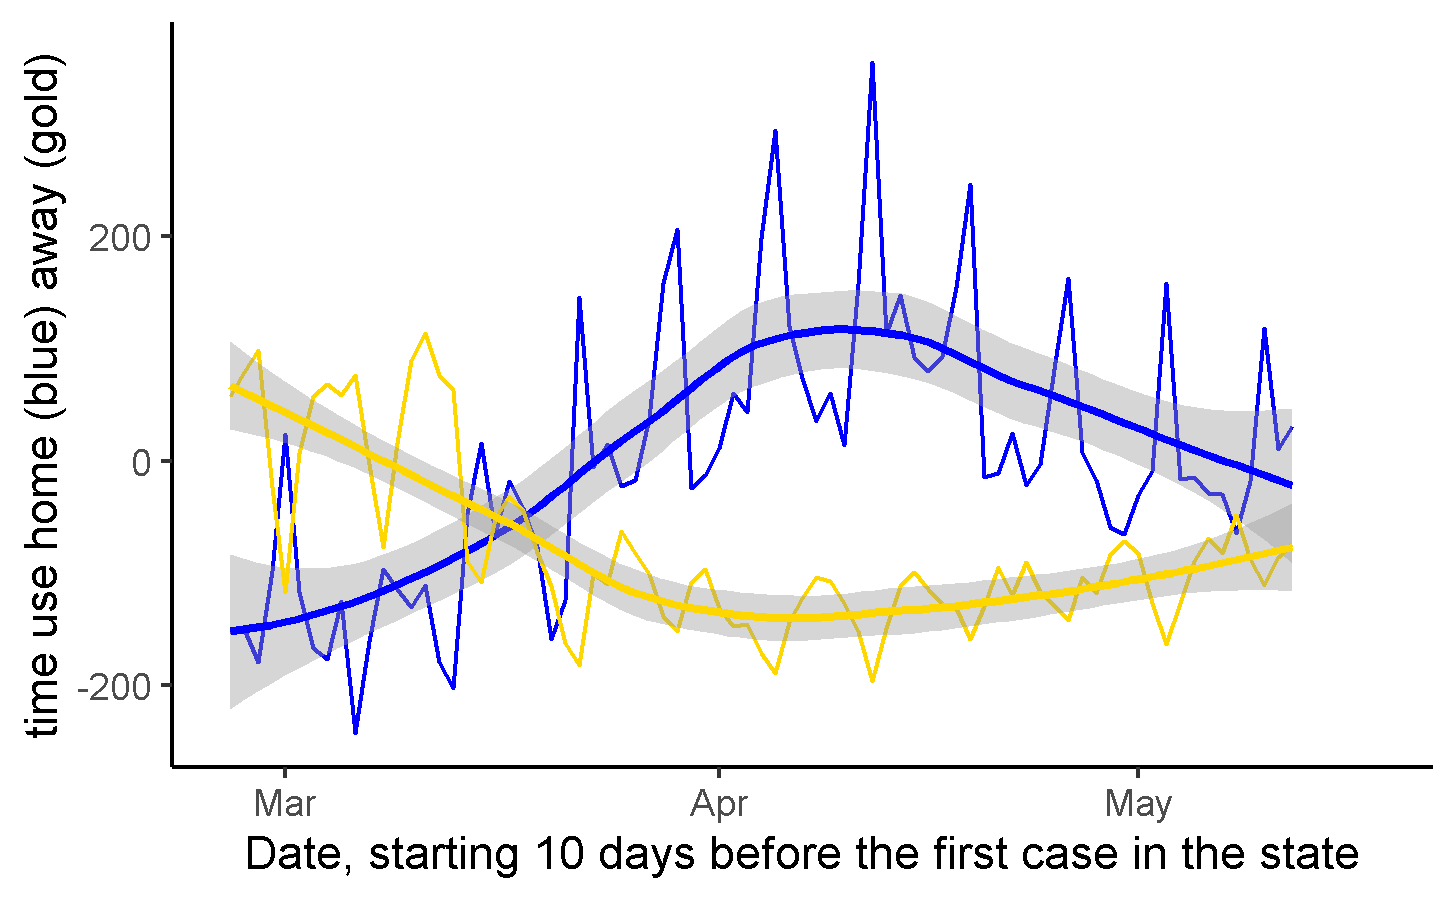 time use home (blue) away (gold)
200
0
-200
Mar Apr May
Date, starting 10 days before the first case in the state